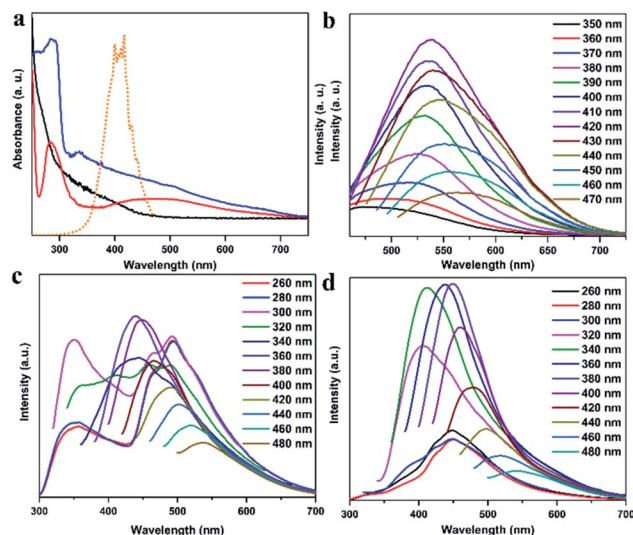 a
Absorbance (a. u.)
300 400 500 600 700
Wavelength (nm)
Intensity (a. u.)
b
Intensity (a. u.)
350 nm
360 nm
370 nm
380 nm
390 nm
400 nm
410 nm
420 nm
430 nm
440 nm
450 nm
460 nm
470 nm
500 550 600 650 700
Wavelength (nm)
c
Intensity (a.u.)
260 nm
280 nm
300 nm
320 nm
340 nm
360 nm
380 nm
400 nm
420 nm
440 nm
460 nm
480 nm
300 400 500 600 700
Wavelength (nm)
d
Intensity (a.u.)
260 nm
280 nm
300 nm
320 nm
340 nm
360 nm
380 nm
400 nm
420 nm
440 nm
460 nm
480 nm
300 400 500 600 700
Wavelength (nm)